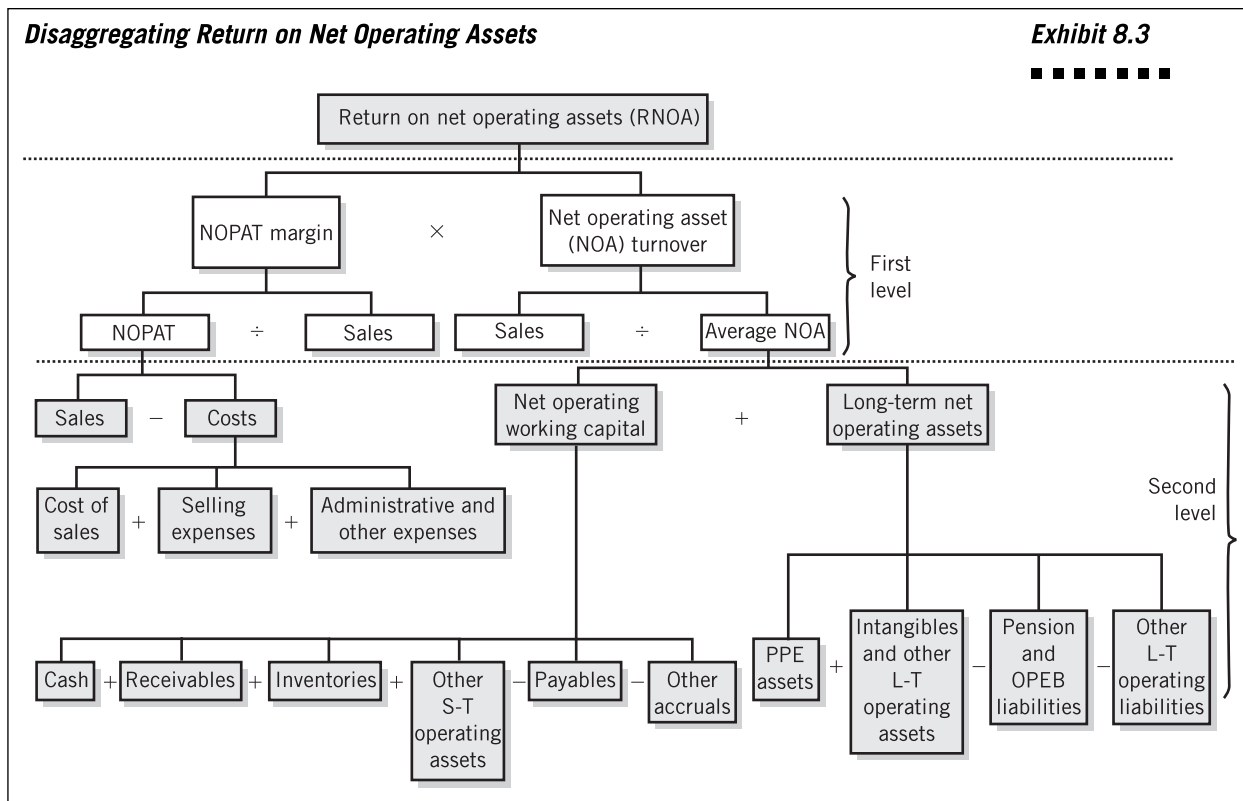 Disaggregating Return on Net Operating Assets
Exhibit 8.3
Return on net operating assets (RNOA)
NOPAT margin
×
Net operating asset
(NOA) turnover
First
level
NOPAT
÷
Sales
Sales
÷
Average NOA
Sales
−
Costs
Net operating
working capital
+
Long-term net
operating assets
Second
level
Cost of
sales
+
Selling
expenses
+
Administrative and
other expenses
Cash
+
Receivables
+
Inventories
+
Other
S-T
operating
assets
−
Payables
−
Other
accruals
PPE
assets
+
Intangibles
and other
L-T
operating
assets
−
Pension
and
OPEB
liabilities
−
Other
L-T
operating
liabilities